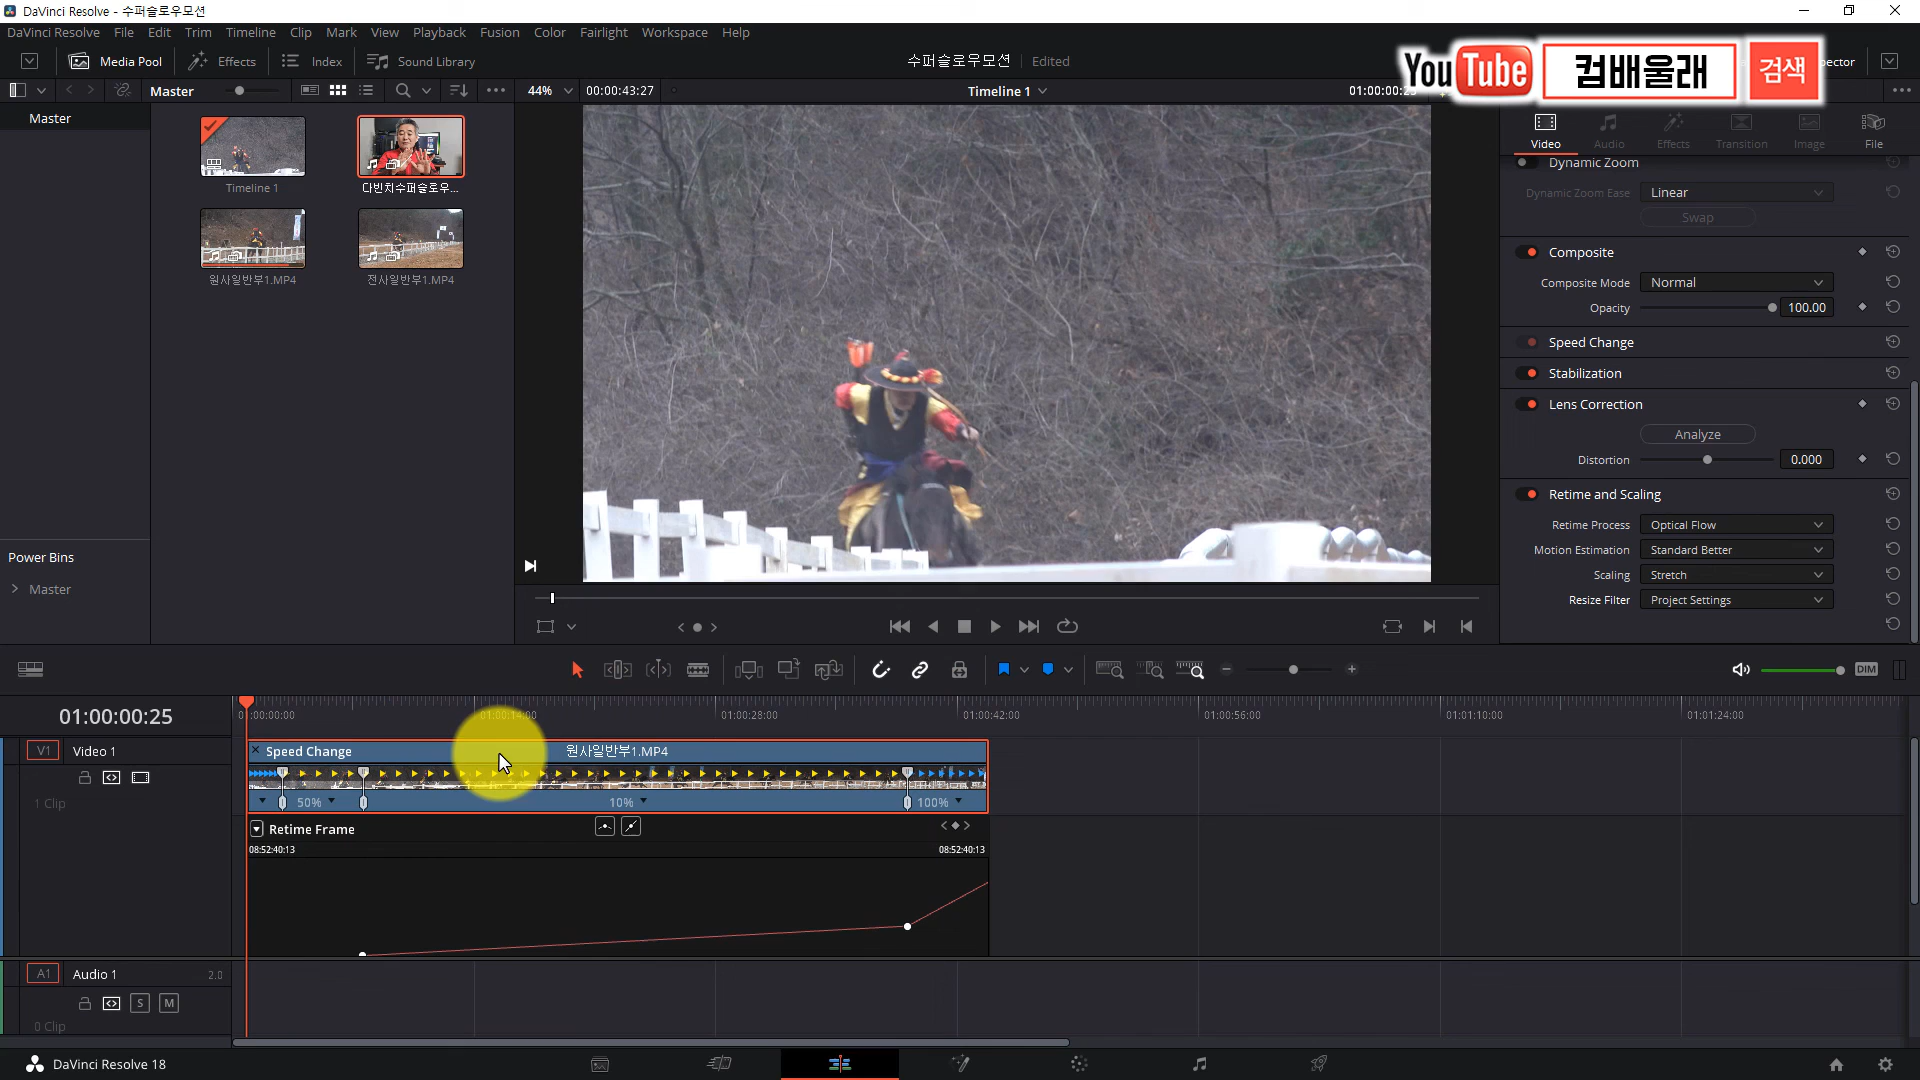 DaVinci Resolve - 수퍼슬로우모션
DaVinci Resolve File Edit Trim Timeline Clip Mark View Playback Fusion Color Fairlight Workspace Help
Media Pool Effects Index Sound Library 수퍼슬로우모션 Edited
YouTube 컴배울래 검색
Master 44% 00:00:43:27 Timeline 1
Master
Timeline 1 다빈치수퍼슬로우...
원사일반부1.MP4 전사일반부1.MP4
Power Bins
Master
Video Audio Effects Transition Image File
Dynamic Zoom
Dynamic Zoom Ease Linear
Swap
Composite
Composite Mode Normal
Opacity 100.00
Speed Change
Stabilization
Lens Correction
Analyze
Distortion 0.000
Retime and Scaling
Retime Process Optical Flow
Motion Estimation Standard Better
Scaling Stretch
Resize Filter Project Settings
DIM
01:00:00:25
01:00:00:00 01:00:14:00 01:00:28:00 01:00:42:00 01:00:56:00 01:01:10:00 01:01:24:00
V1 Video 1
1 Clip
Speed Change 원사일반부1.MP4
50% 10% 100%
Retime Frame
08:52:40:13 08:52:40:13
A1 Audio 1 2.0
S M
0 Clip
DaVinci Resolve 18